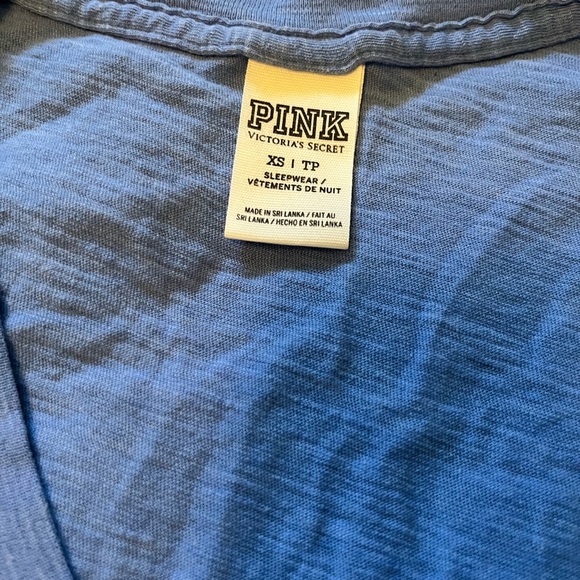 PINK
VICTORIA'S SECRET
XS | TP
SLEEPWEAR /
VÊTEMENTS DE NUIT
MADE IN SRI LANKA / FAIT AU
SRI LANKA / HECHO EN SRI LANKA